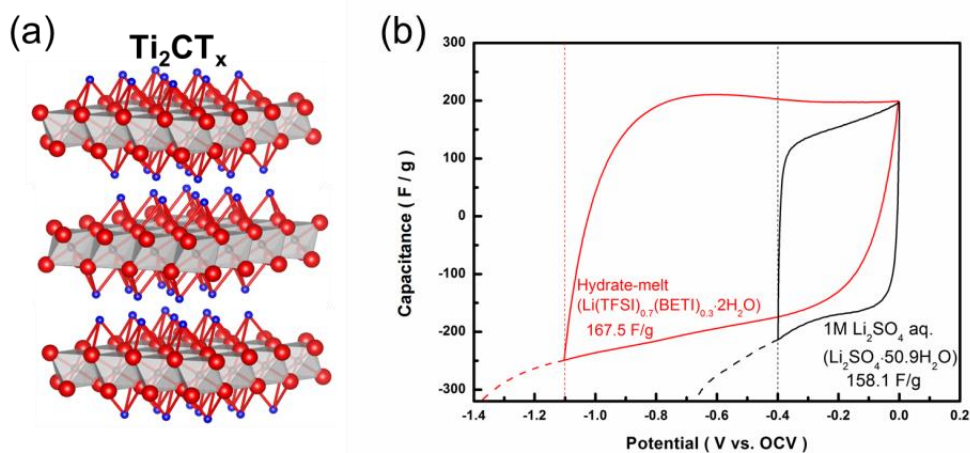 (a)
Ti₂CTₓ
(b)
Capacitance ( F / g )
300
200
100
0
-100
-200
-300
Hydrate-melt
(Li(TFSI)₀.₇(BETI)₀.₃·2H₂O)
167.5 F/g
1M Li₂SO₄ aq.
(Li₂SO₄·50.9H₂O)
158.1 F/g
-1.4 -1.2 -1.0 -0.8 -0.6 -0.4 -0.2 0.0 0.2
Potential ( V vs. OCV )